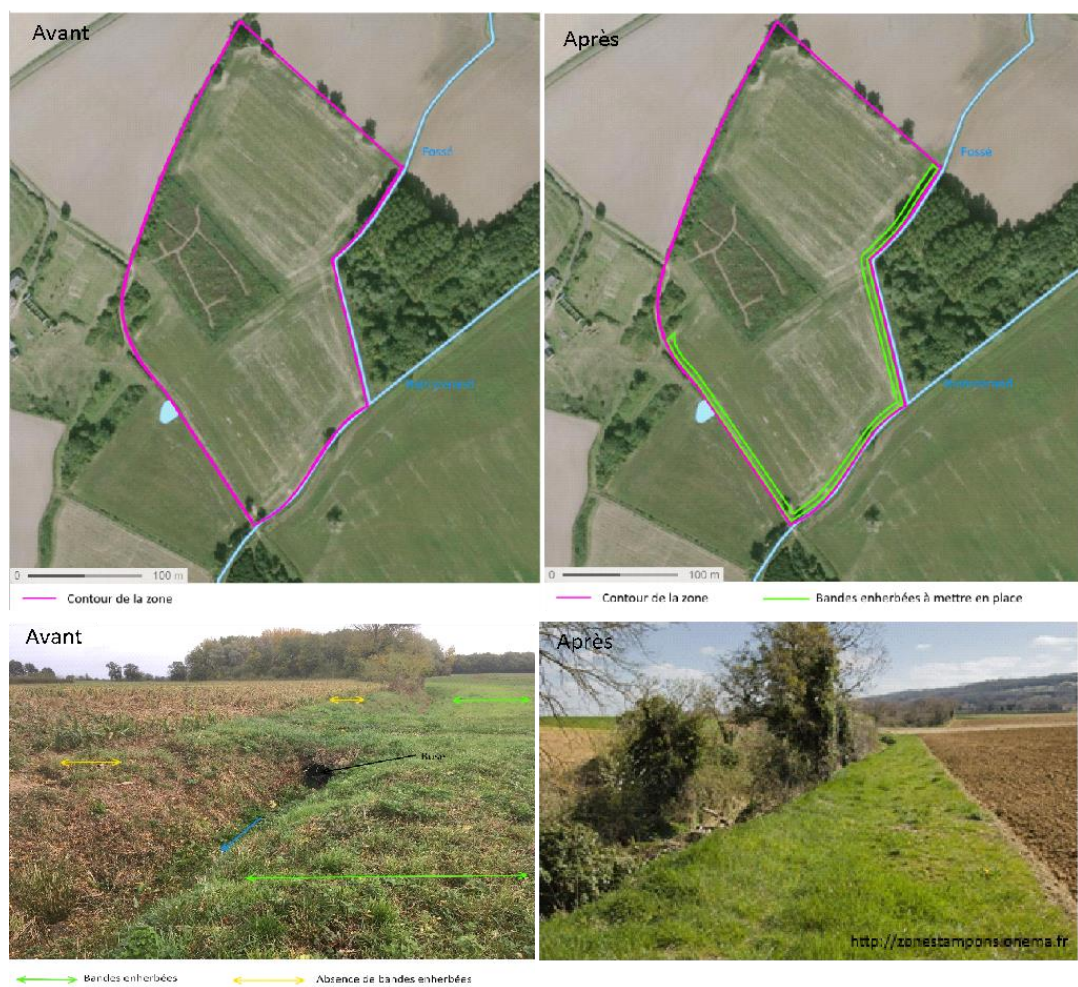 Avant
Après
Fossé
Fossé
0 100 m
0 100 m
Contour de la zone
Contour de la zone
Bandes enherbées à mettre en place
Avant
Après
Buse
http://zonestampons.onema.fr
Bandes enherbées
Absence de bandes enherbées